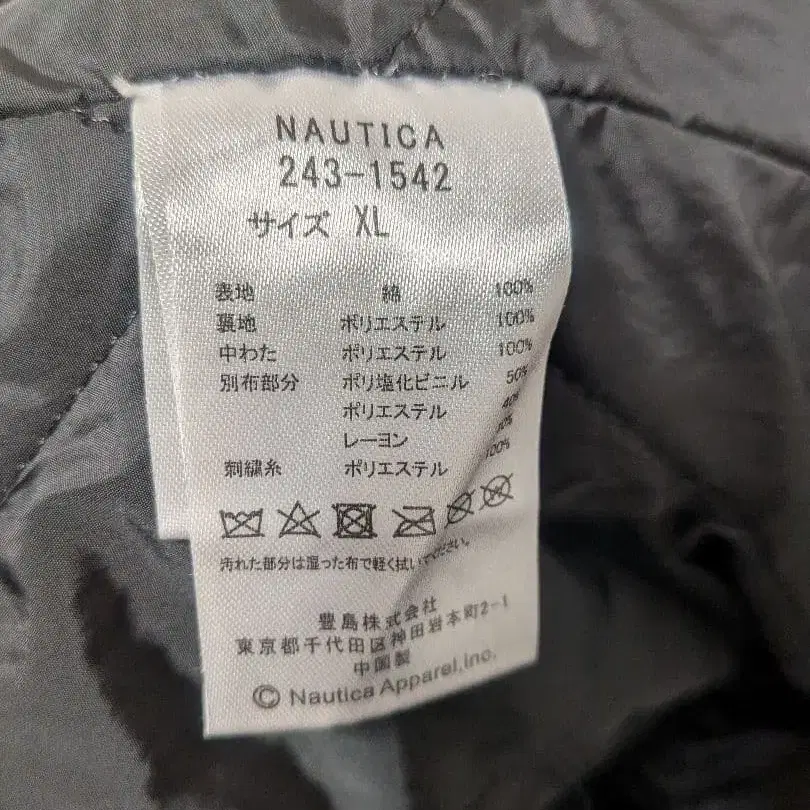 NAUTICA
243-1542
サイズ XL
表地 綿 100%
裏地 ポリエステル 100%
中わた ポリエステル 100%
別布部分 ポリ塩化ビニル 50%
ポリエステル 40%
レーヨン
刺繍糸 ポリエステル 100%
汚れた部分は湿った布で軽く拭いてください。
豊島株式会社
東京都千代田区神田岩本町2-1
中国製
© Nautica Apparel,Inc.